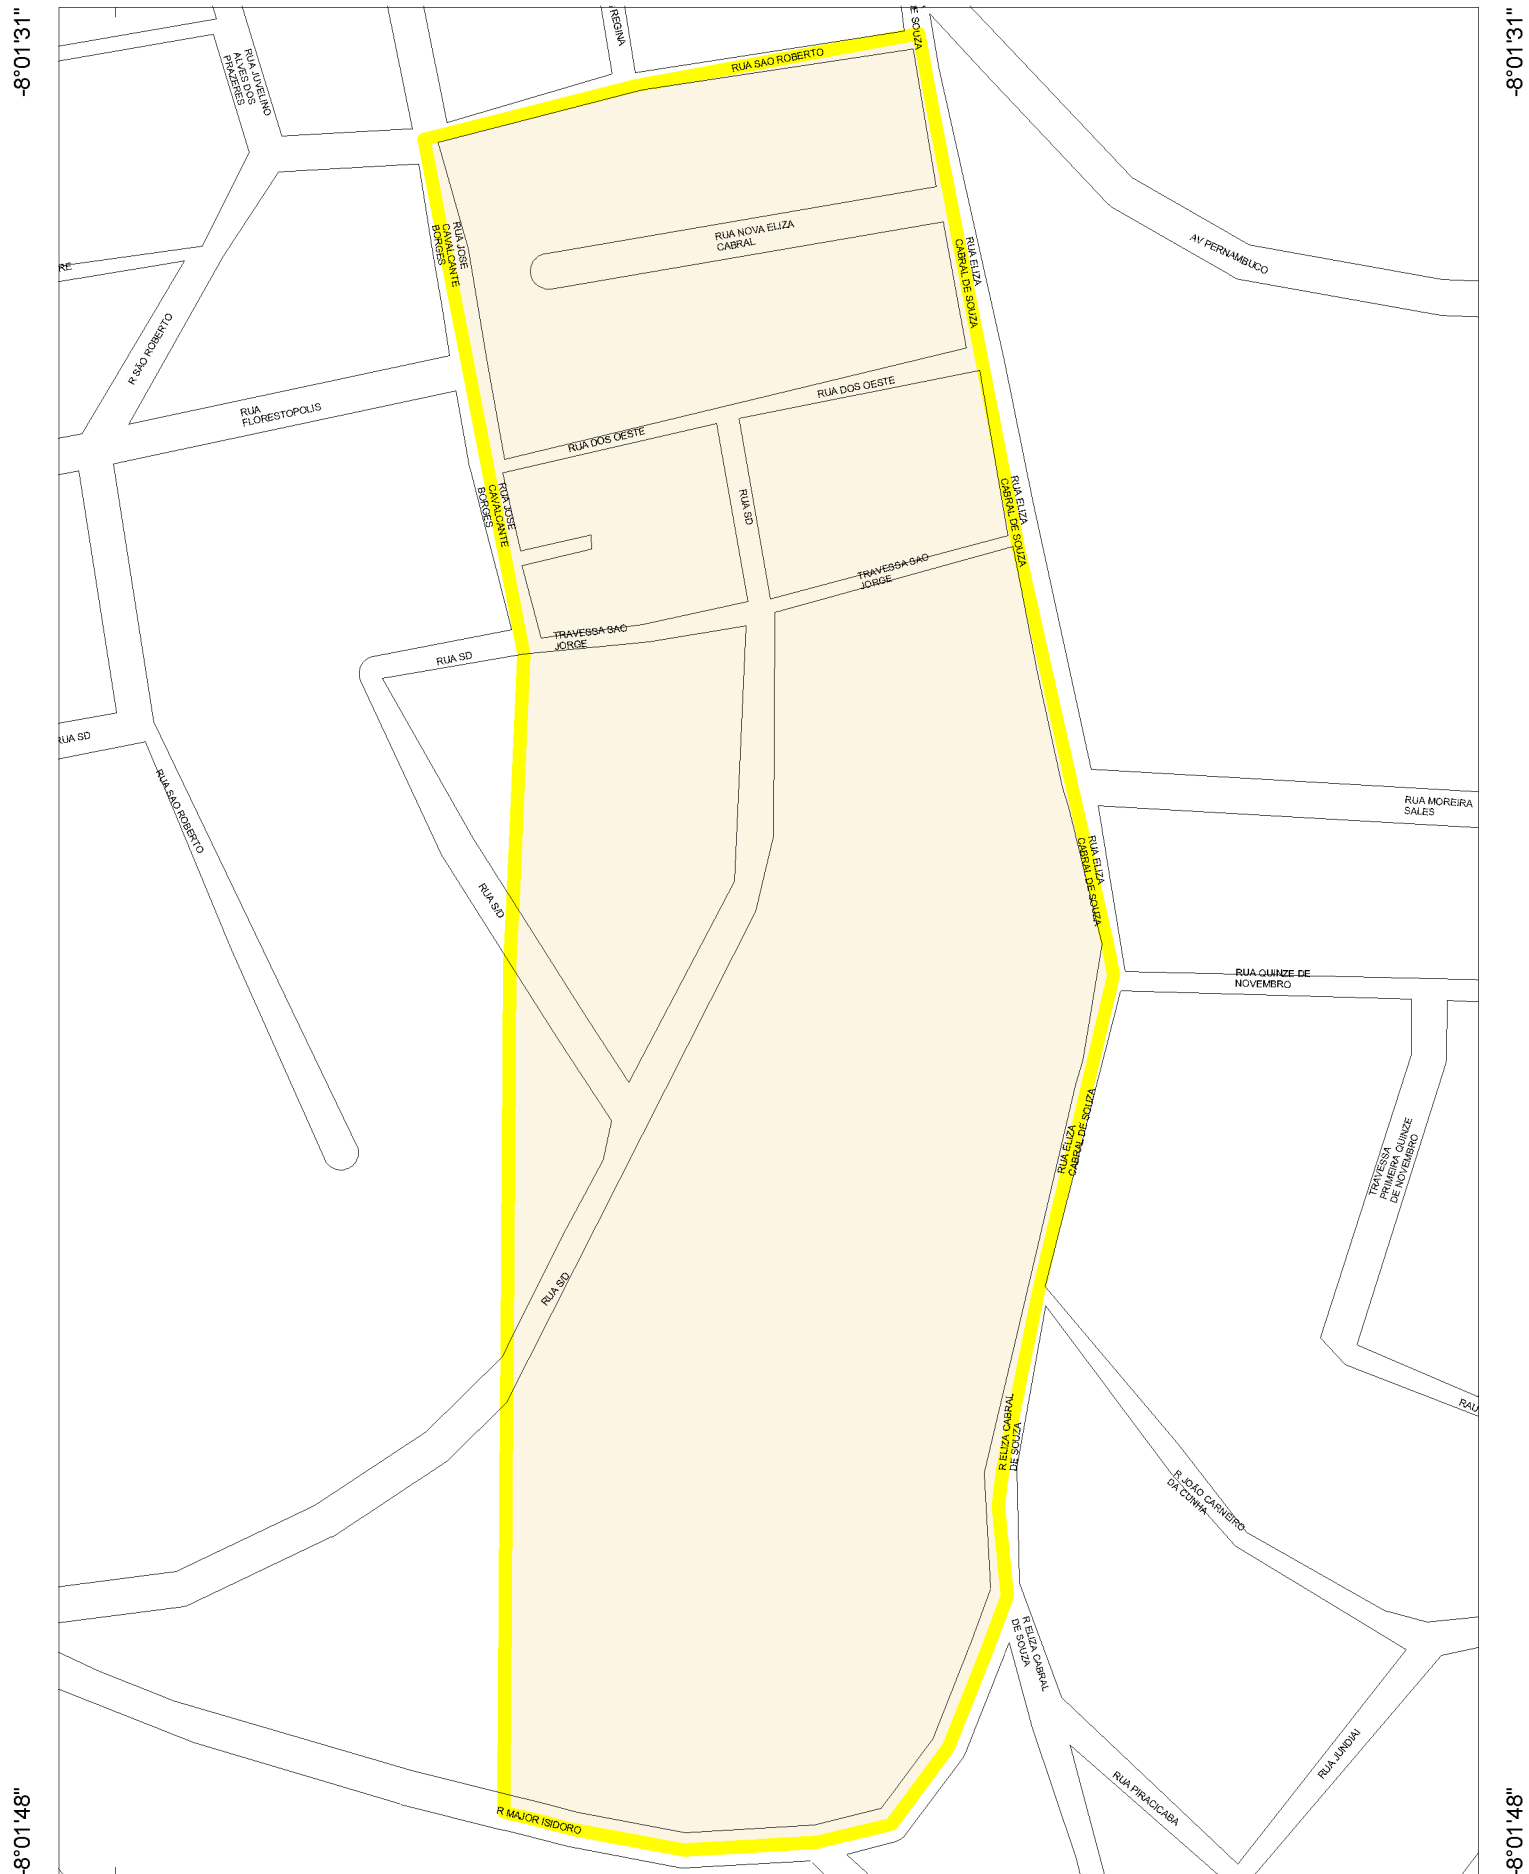 -8°01'31"
-8°01'31"
REGINA
E SOUZA
RUA SAO ROBERTO
RUA JUVELINO
ALVES DOS
PRAZERES
RUA JOSE
CAVALCANTE
BORGES
RUA NOVA ELIZA
CABRAL
AV PERNAMBUCO
RUA ELIZA
CABRAL DE SOUZA
RE
R SÃO ROBERTO
RUA
FLORESTOPOLIS
RUA DOS OESTE
RUA DOS OESTE
RUA JOSE
CAVALCANTE
BORGES
RUA SD
RUA ELIZA
CABRAL DE SOUZA
TRAVESSA SAO
JORGE
TRAVESSA SAO
JORGE
RUA SD
RUA SD
RUA SAO ROBERTO
RUA MOREIRA
SALES
RUA ELIZA
CABRAL DE SOUZA
RUA S/D
RUA QUINZE DE
NOVEMBRO
RUA ELIZA
CABRAL DE SOUZA
TRAVESSA
PRIMEIRA QUINZE
DE NOVEMBRO
RUA S/D
RAU
R ELIZA CABRAL
DE SOUZA
R JOÃO CARNEIRO
DA CUNHA
R ELIZA CABRAL
DE SOUZA
RUA JUNDIAI
RUA PIRACICABA
R MAJOR ISIDORO
-8°01'48"
-8°01'48"